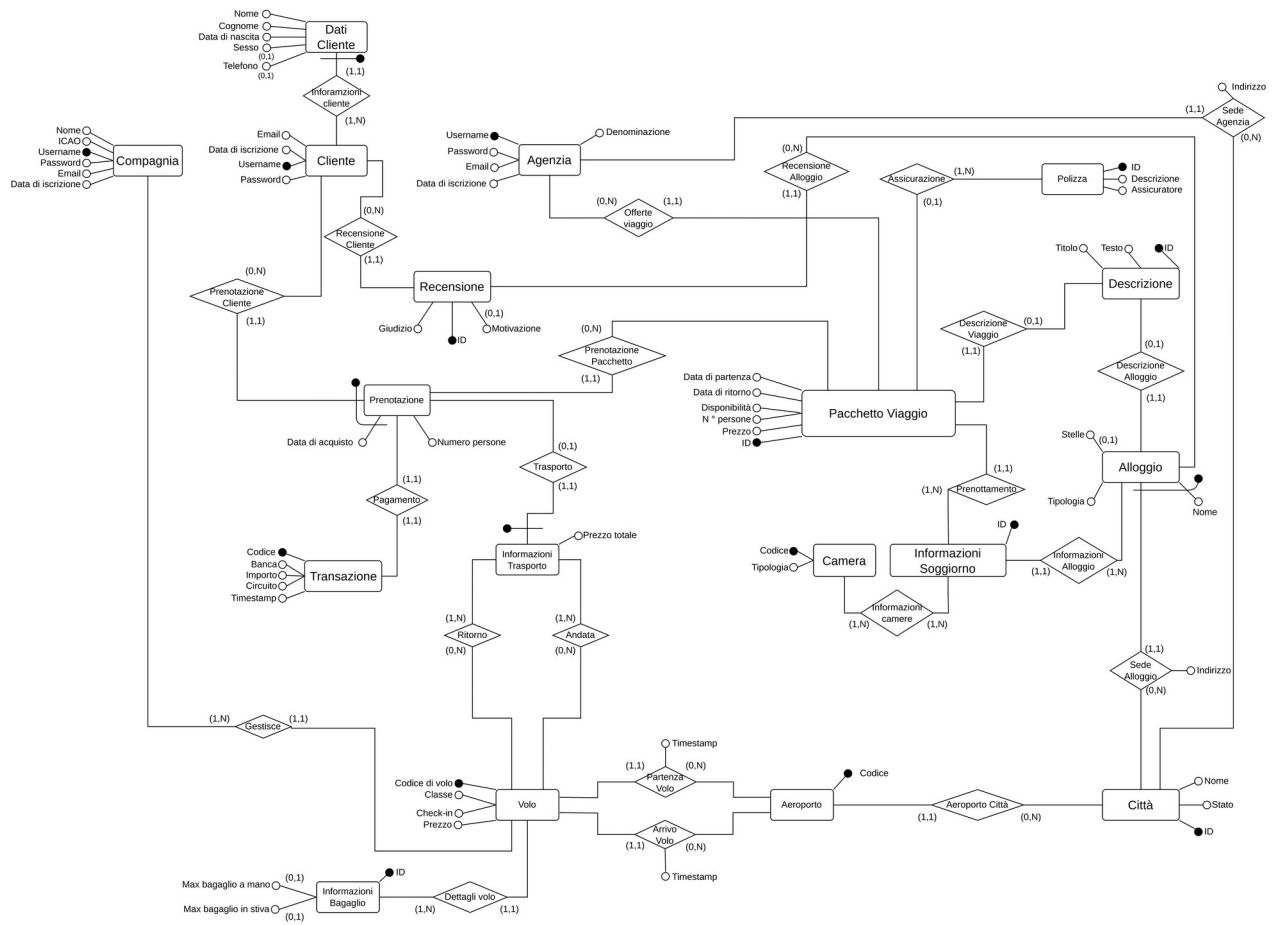 Nome
Cognome
Data di nascita
Sesso
(0,1)
Telefono
(0,1)
Dati
Cliente
(1,1)
Inforamzioni
cliente
(1,N)
Nome
ICAO
Username
Password
Email
Data di iscrizione
Compagnia
Email
Data di iscrizione
Username
Password
Cliente
Username
Password
Email
Data di iscrizione
Agenzia
Denominazione
Indirizzo
(1,1)
Sede
Agenzia
(0,N)
(0,N)
Recensione
Alloggio
(1,1)
Assicurazione
(1,N)
(0,1)
Polizza
ID
Descrizione
Assicuratore
(0,N)
Offerte
viaggio
(1,1)
(0,N)
Recensione
Cliente
(1,1)
Titolo
Testo
ID
Descrizione
(0,N)
Prenotazione
Cliente
(1,1)
Recensione
Giudizio
(0,1)
Motivazione
ID
Descrizione
Viaggio
(0,1)
(1,1)
(0,N)
Prenotazione
Pacchetto
(1,1)
(0,1)
Descrizione
Alloggio
(1,1)
Data di partenza
Data di ritorno
Disponibilità
N ° persone
Prezzo
ID
Pacchetto Viaggio
Prenotazione
Data di acquisto
Numero persone
(0,1)
Trasporto
(1,1)
Stelle
(0,1)
Alloggio
Tipologia
Nome
(1,1)
Prenottamento
(1,N)
(1,1)
Pagamento
(1,1)
ID
Codice
Banca
Importo
Circuito
Timestamp
Transazione
Informazioni
Trasporto
Prezzo totale
Codice
Tipologia
Camera
Informazioni
Soggiorno
(1,1)
Informazioni
Alloggio
(1,N)
(1,N)
Informazioni
camere
(1,N)
(1,N)
Ritorno
(0,N)
(1,N)
Andata
(0,N)
(1,1)
Sede
Alloggio
(0,N)
Indirizzo
(1,N)
Gestisce
(1,1)
Timestamp
(1,1)
Partenza
Volo
(0,N)
Codice di volo
Classe
Check-in
Prezzo
Volo
Aeroporto
Codice
(1,1)
Aeroporto Città
(0,N)
Città
Nome
Stato
ID
Arrivo
Volo
(1,1)
(0,N)
Timestamp
Max bagaglio a mano
(0,1)
Max bagaglio in stiva
(0,1)
Informazioni
Bagaglio
ID
(1,N)
Dettagli volo
(1,1)